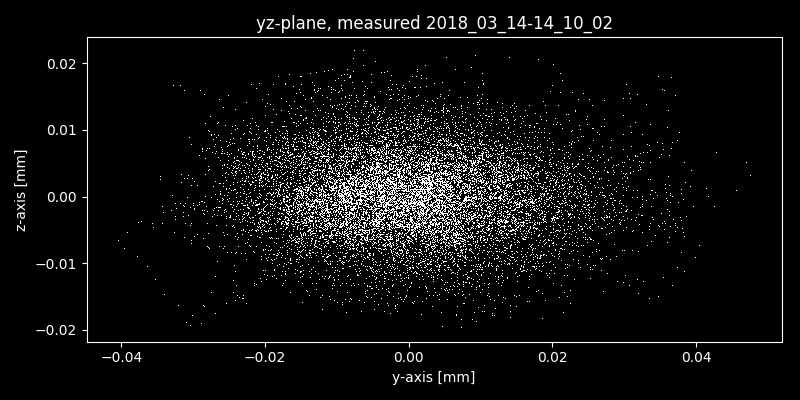 yz-plane, measured 2018_03_14-14_10_02
0.02
0.01
0.00
−0.01
−0.02
z-axis [mm]
−0.04 −0.02 0.00 0.02 0.04
y-axis [mm]